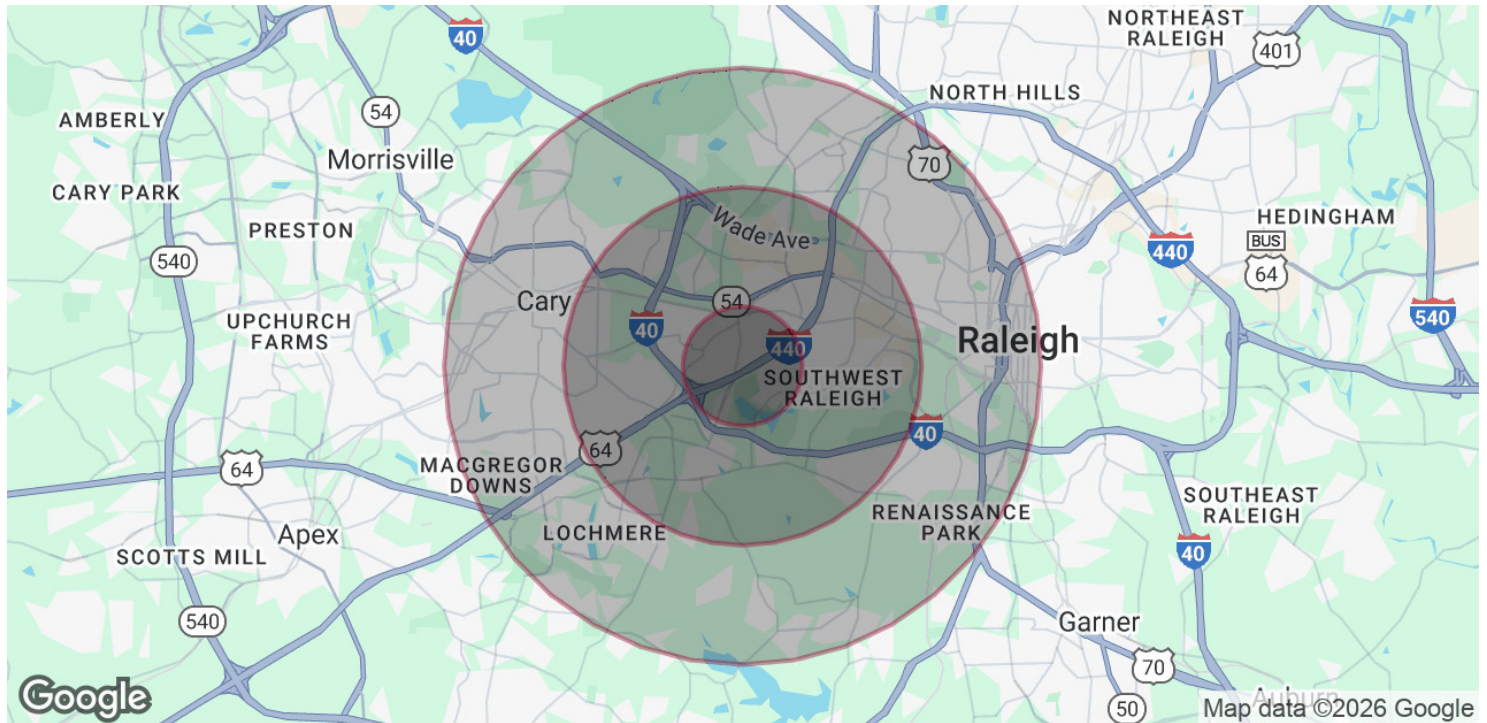 NORTHEAST
RALEIGH
40
401
NORTH HILLS
54
AMBERLY
Morrisville
70
CARY PARK
PRESTON
Wade Ave
HEDINGHAM
BUS
64
440
540
54
Cary
540
UPCHURCH
FARMS
40
440
Raleigh
SOUTHWEST
RALEIGH
40
64
64
MACGREGOR
DOWNS
SOUTHEAST
RALEIGH
RENAISSANCE
PARK
LOCHMERE
Apex
40
SCOTTS MILL
540
Garner
70
Auburn
50
Google
Map data ©2026 Google